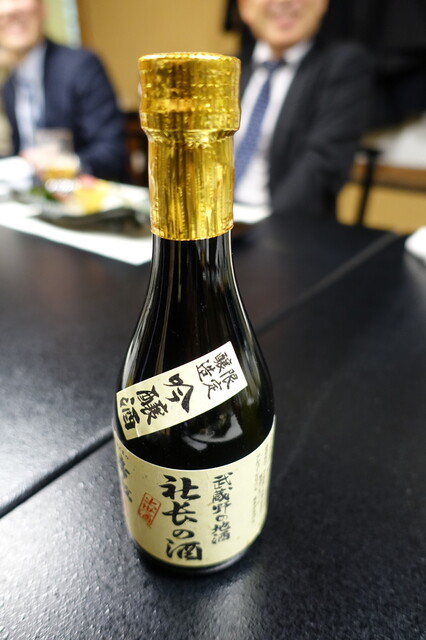 限定
醸造
吟醸酒
武蔵野の地酒
社長の酒